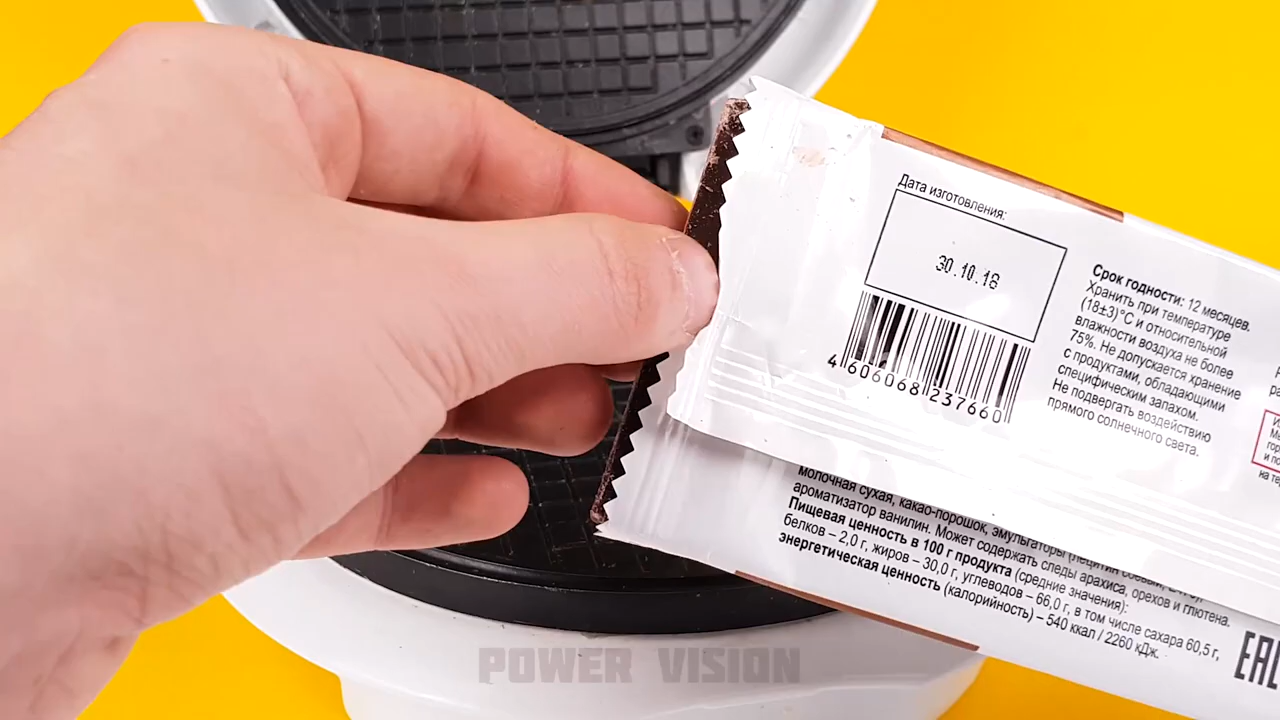 Дата изготовления:
30.10.18
4 606068 237660
Срок годности: 12 месяцев.
Хранить при температуре
(18±3)°С и относительной
влажности воздуха не более
75%. Не допускается хранение
с продуктами, обладающими
специфическим запахом.
Не подвергать воздействию
прямого солнечного света.
молочная сухая, какао-порошок, эмульгаторы (лецитин соевый,
ароматизатор ванилин. Может содержать следы арахиса, орехов и глютена.
Пищевая ценность в 100 г продукта (средние значения):
белков – 2,0 г, жиров – 30,0 г, углеводов – 66,0 г, в том числе сахара 60,5 г,
энергетическая ценность (калорийность) – 540 ккал / 2260 кДж.
EAC
POWER VISION